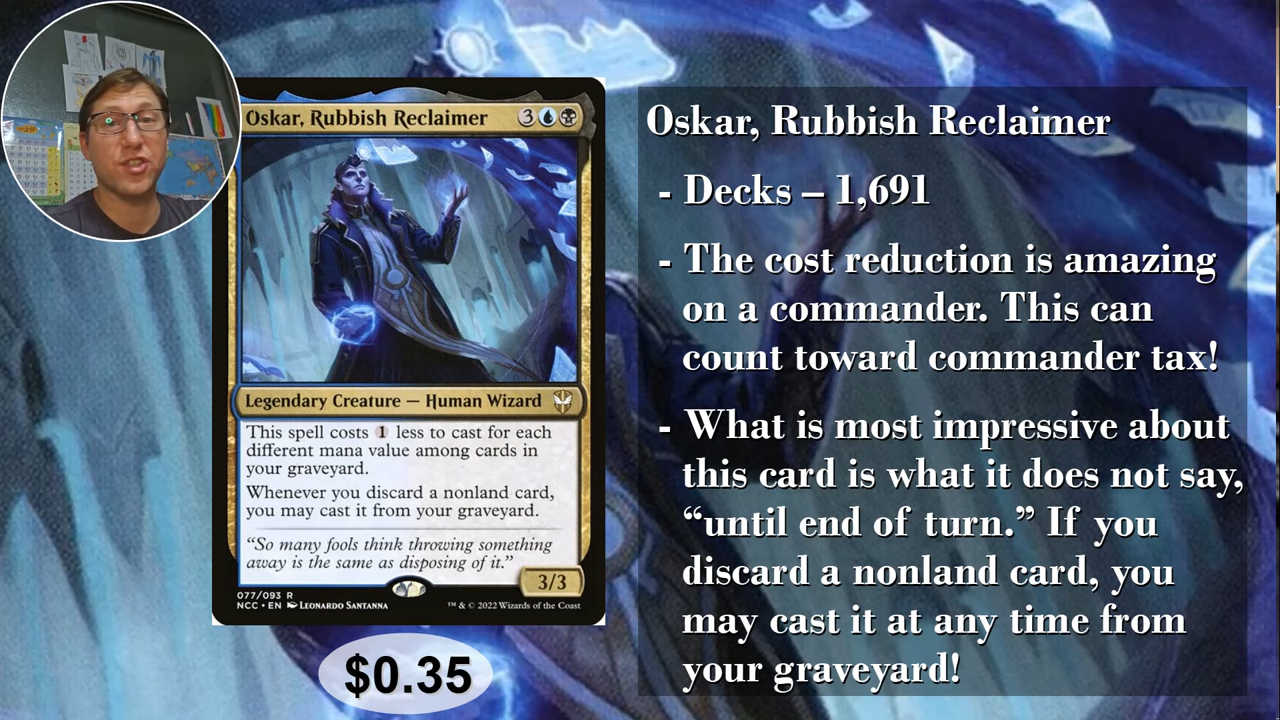 Oskar, Rubbish Reclaimer
3
Legendary Creature — Human Wizard
This spell costs 1 less to cast for each
different mana value among cards in
your graveyard.
Whenever you discard a nonland card,
you may cast it from your graveyard.
“So many fools think throwing something
away is the same as disposing of it.”
3/3
077/093 R
NCC • EN Leonardo Santanna
™ & © 2022 Wizards of the Coast
$0.35
Oskar, Rubbish Reclaimer
- Decks – 1,691
- The cost reduction is amazing
on a commander. This can
count toward commander tax!
- What is most impressive about
this card is what it does not say,
“until end of turn.” If you
discard a nonland card, you
may cast it at any time from
your graveyard!